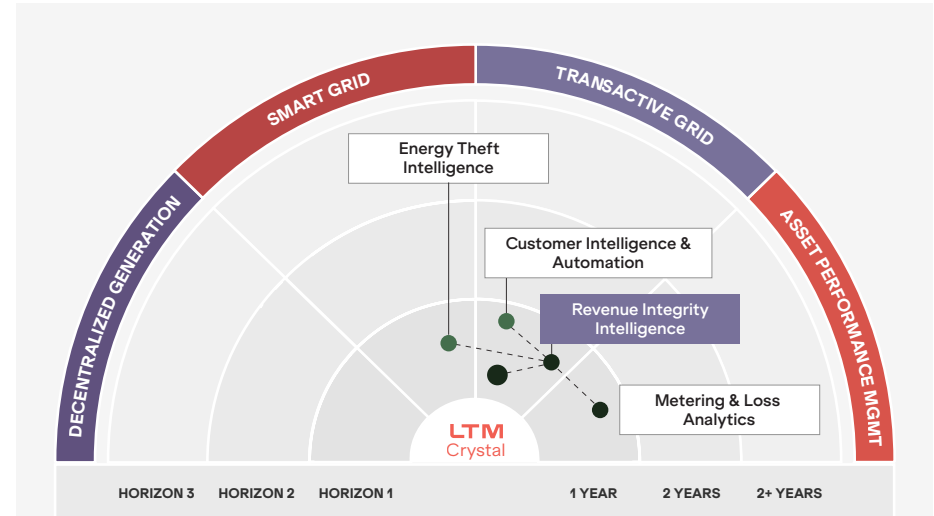 SMART GRID
TRANSACTIVE GRID
DECENTRALIZED GENERATION
ASSET PERFORMANCE MGMT
Energy Theft
Intelligence
Customer Intelligence &
Automation
Revenue Integrity
Intelligence
Metering & Loss
Analytics
LTM
Crystal
HORIZON 3 HORIZON 2 HORIZON 1 1 YEAR 2 YEARS 2+ YEARS